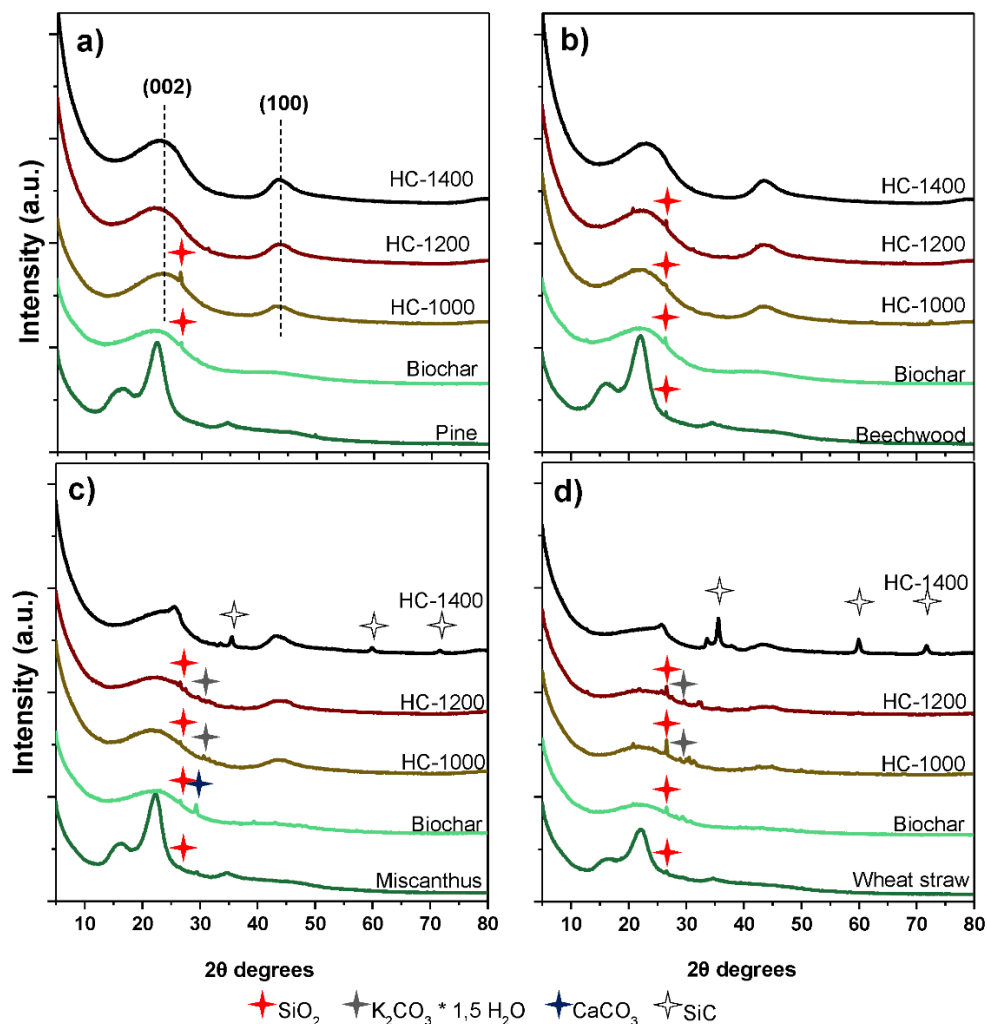 a)
(002)
(100)
HC-1400
HC-1200
HC-1000
Biochar
Pine
b)
HC-1400
HC-1200
HC-1000
Biochar
Beechwood
Intensity (a.u.)
c)
HC-1400
HC-1200
HC-1000
Biochar
Miscanthus
10 20 30 40 50 60 70 80
2θ degrees
d)
HC-1400
HC-1200
HC-1000
Biochar
Wheat straw
10 20 30 40 50 60 70 80
2θ degrees
Intensity (a.u.)
SiO₂ K₂CO₃ * 1,5 H₂O CaCO₃ SiC